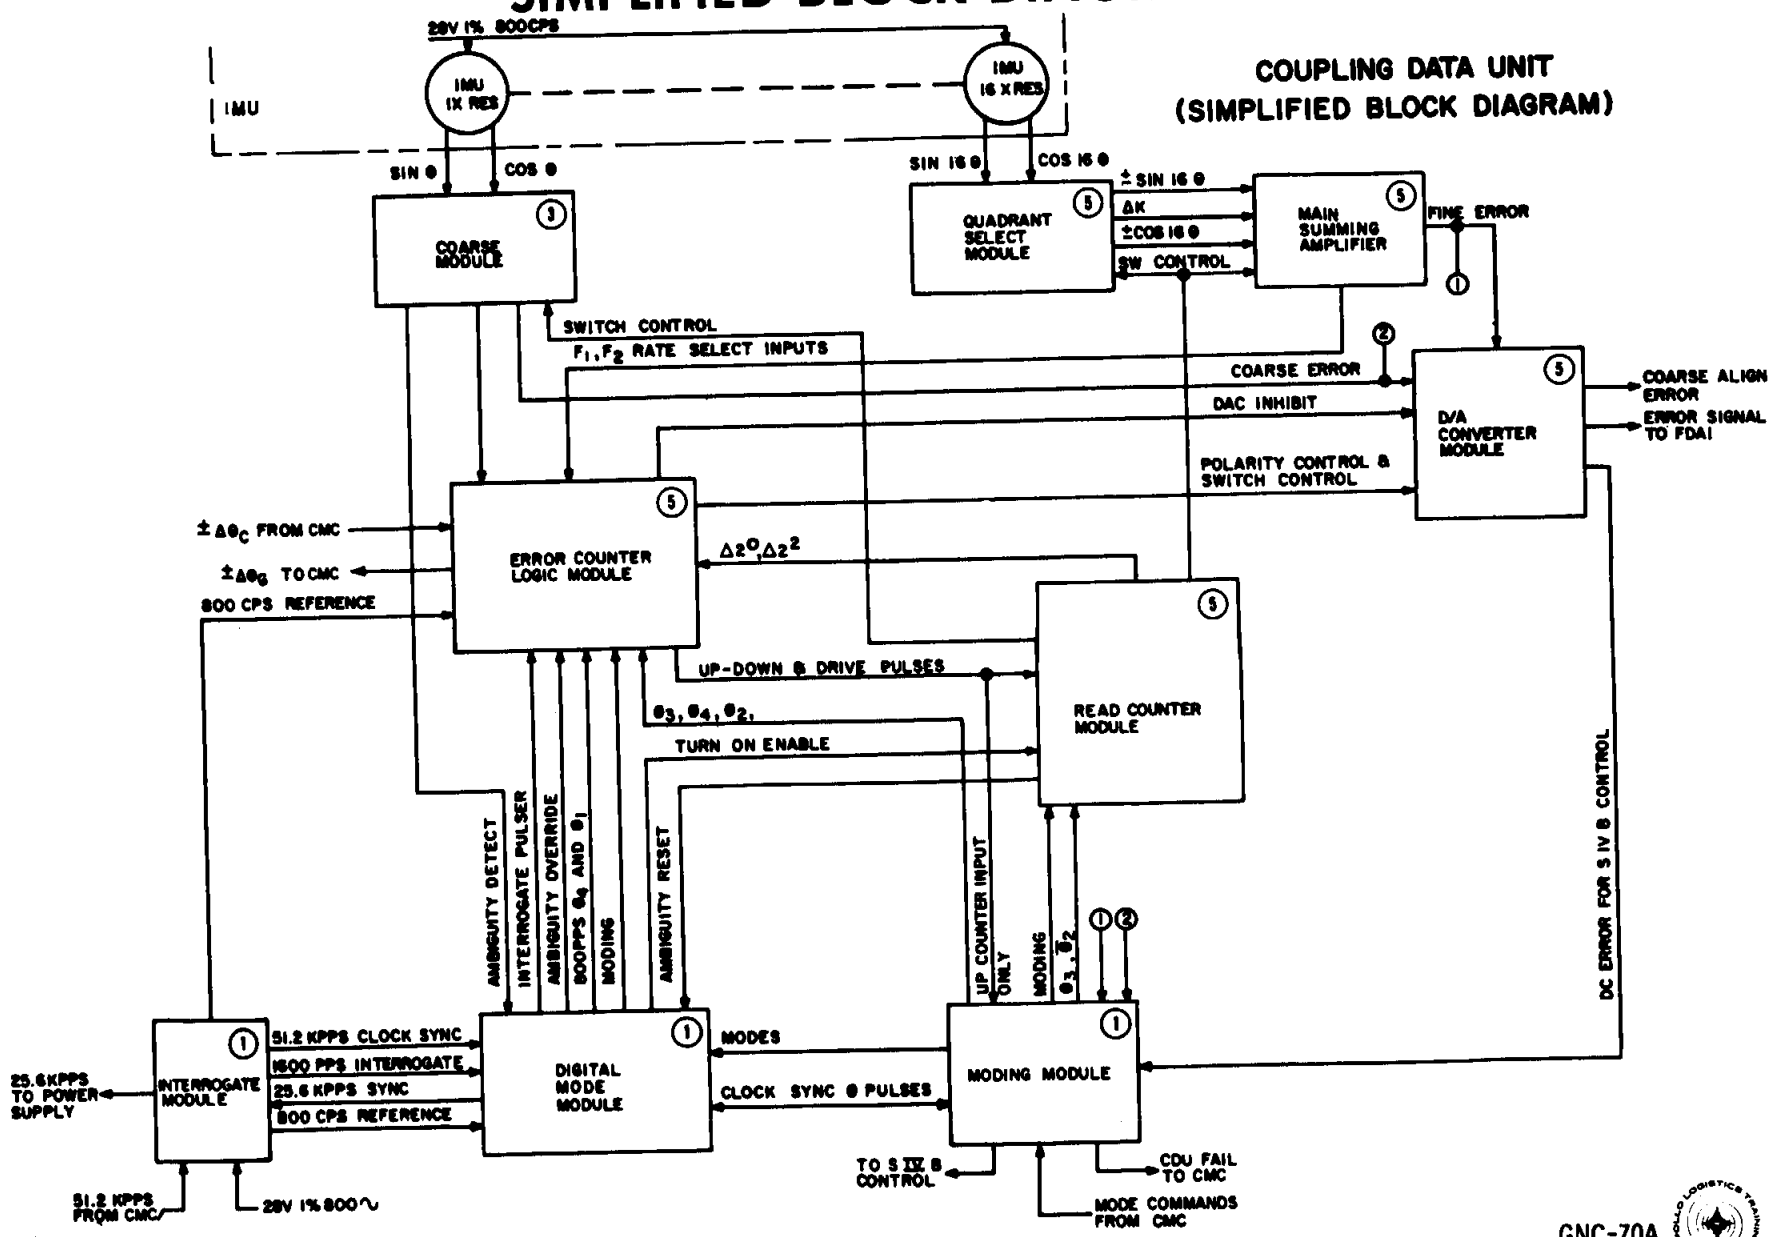 SIMPLIFIED BLOCK
28V 1% 800CPS
IMU
IMU
1X RES
IMU
16 X RES
COUPLING DATA UNIT
(SIMPLIFIED BLOCK DIAGRAM)
SIN θ
COS θ
SIN 16 θ
COS 16 θ
3
COARSE
MODULE
5
QUADRANT
SELECT
MODULE
± SIN 16 θ
ΔK
±COS 16 θ
SW CONTROL
5
MAIN
SUMMING
AMPLIFIER
FINE ERROR
1
SWITCH CONTROL
F1, F2 RATE SELECT INPUTS
2
COARSE ERROR
DAC INHIBIT
POLARITY CONTROL &
SWITCH CONTROL
5
D/A
CONVERTER
MODULE
COARSE ALIGN
ERROR
ERROR SIGNAL
TO FDAI
± ΔθC FROM CMC
±ΔθG TO CMC
800 CPS REFERENCE
5
ERROR COUNTER
LOGIC MODULE
Δ2⁰, Δ2²
5
READ COUNTER
MODULE
UP-DOWN & DRIVE PULSES
θ3, θ4, θ2,
TURN ON ENABLE
AMBIGUITY DETECT
INTERROGATE PULSER
AMBIGUITY OVERRIDE
800PPS θ4 AND θ1
MODING
AMBIGUITY RESET
UP COUNTER INPUT
ONLY
MODING
θ3, θ̅2
1
2
DC ERROR FOR S IV B CONTROL
1
INTERROGATE
MODULE
25.6KPPS
TO POWER
SUPPLY
51.2 KPPS CLOCK SYNC
1600 PPS INTERROGATE
25.6 KPPS SYNC
800 CPS REFERENCE
1
DIGITAL
MODE
MODULE
MODES
CLOCK SYNC θ PULSES
1
MODING MODULE
51.2 KPPS
FROM CMC
28V 1% 800∿
TO S IV B
CONTROL
CDU FAIL
TO CMC
MODE COMMANDS
FROM CMC
GNC-70A
LOGISTICS